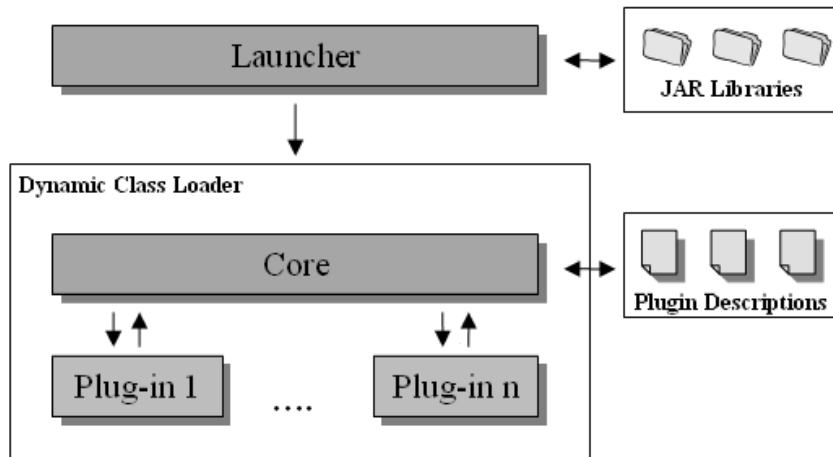 Launcher
JAR Libraries
Dynamic Class Loader
Core
Plugin Descriptions
Plug-in 1
....
Plug-in n